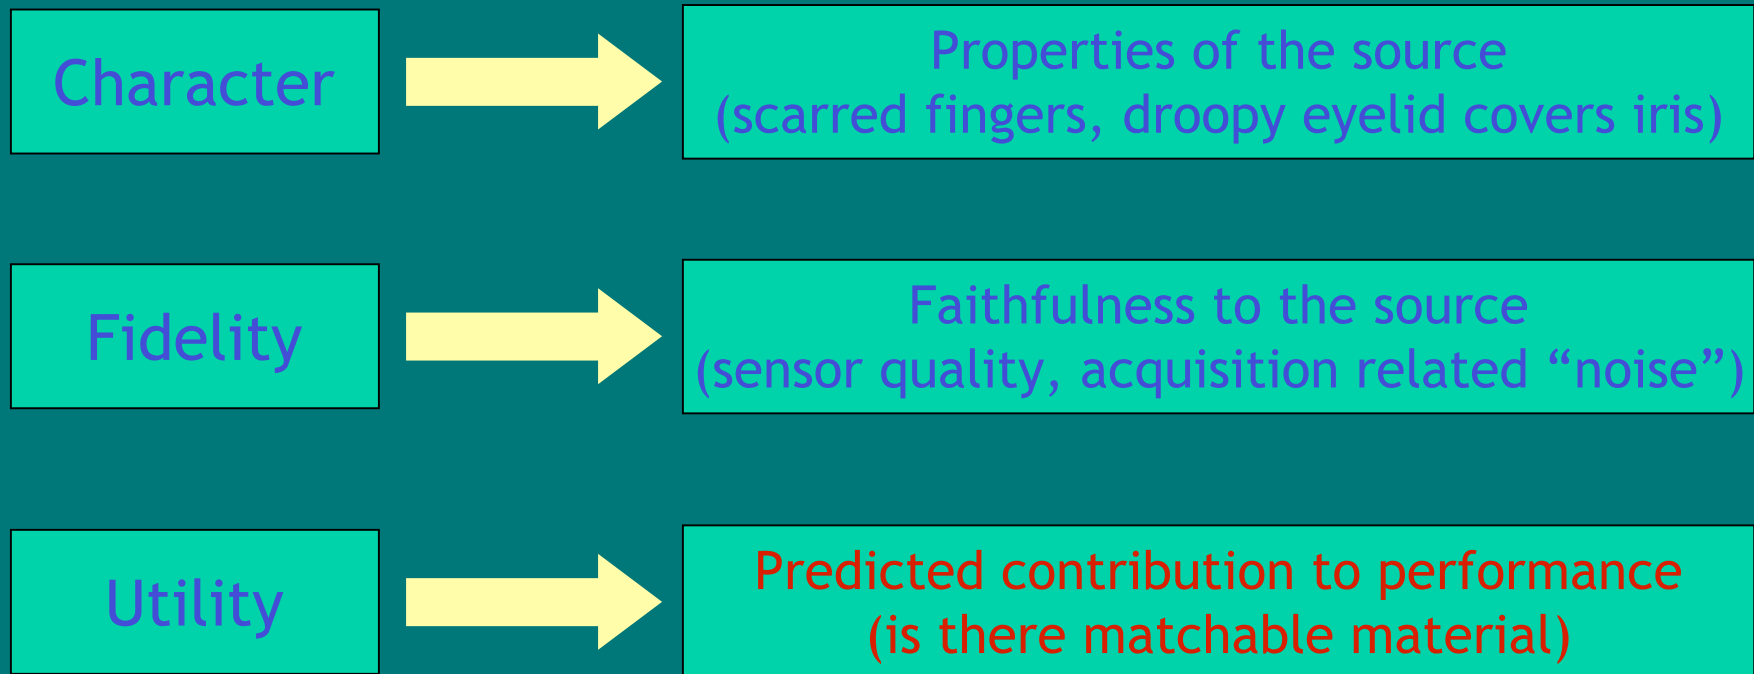 Character
Properties of the source
(scarred fingers, droopy eyelid covers iris)
Fidelity
Faithfulness to the source
(sensor quality, acquisition related “noise”)
Utility
Predicted contribution to performance
(is there matchable material)